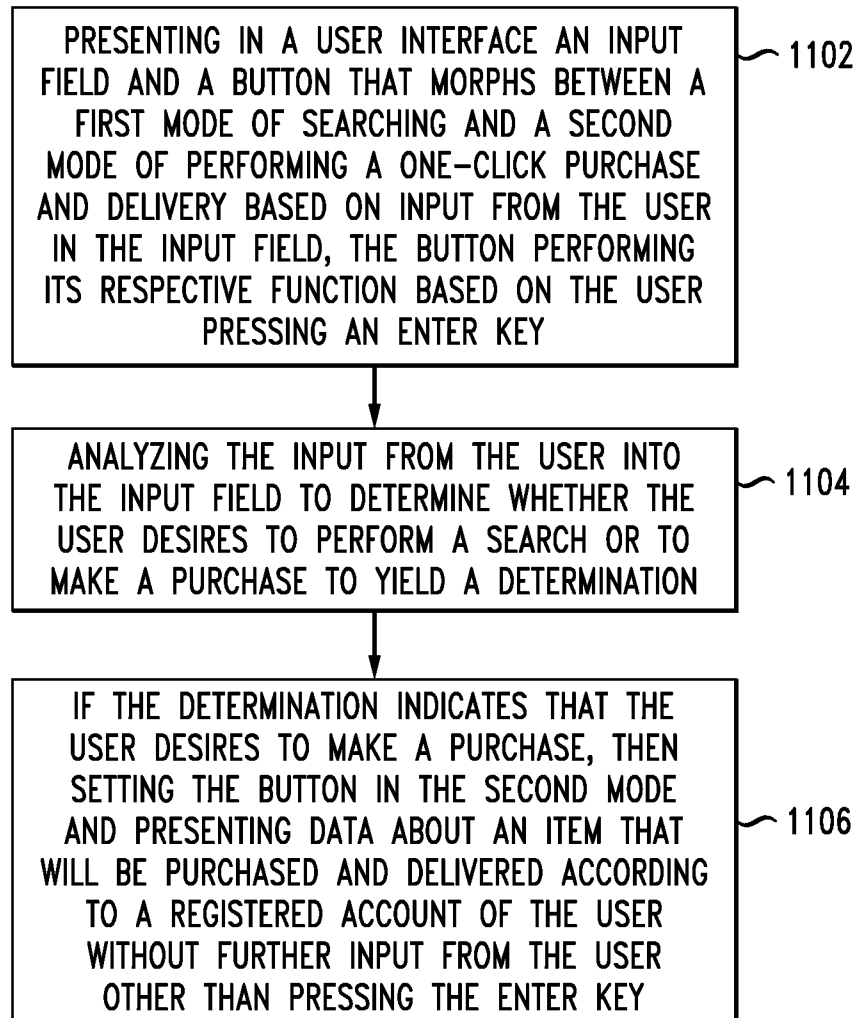 PRESENTING IN A USER INTERFACE AN INPUT
FIELD AND A BUTTON THAT MORPHS BETWEEN A
FIRST MODE OF SEARCHING AND A SECOND
MODE OF PERFORMING A ONE-CLICK PURCHASE
AND DELIVERY BASED ON INPUT FROM THE USER
IN THE INPUT FIELD, THE BUTTON PERFORMING
ITS RESPECTIVE FUNCTION BASED ON THE USER
PRESSING AN ENTER KEY
1102
ANALYZING THE INPUT FROM THE USER INTO
THE INPUT FIELD TO DETERMINE WHETHER THE
USER DESIRES TO PERFORM A SEARCH OR TO
MAKE A PURCHASE TO YIELD A DETERMINATION
1104
IF THE DETERMINATION INDICATES THAT THE
USER DESIRES TO MAKE A PURCHASE, THEN
SETTING THE BUTTON IN THE SECOND MODE
AND PRESENTING DATA ABOUT AN ITEM THAT
WILL BE PURCHASED AND DELIVERED ACCORDING
TO A REGISTERED ACCOUNT OF THE USER
WITHOUT FURTHER INPUT FROM THE USER
OTHER THAN PRESSING THE ENTER KEY
1106